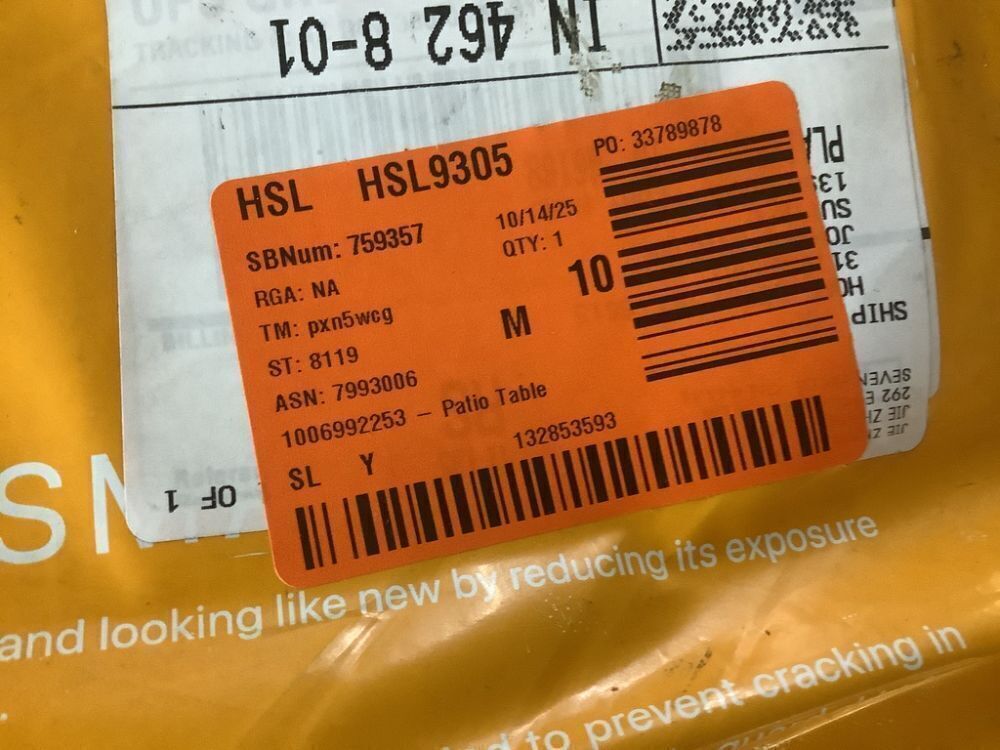 TRACKING
IN 462 8-01
HSL HSL9305
PO: 33789878
SBNum: 759357
10/14/25
RGA: NA
QTY: 1
TM: pxn5wcg
M
10
ST: 8119
ASN: 7993006
1006992253 - Patio Table
SL Y
132853593
OF 1
SHIP
and looking like new by reducing its exposure
to prevent cracking in